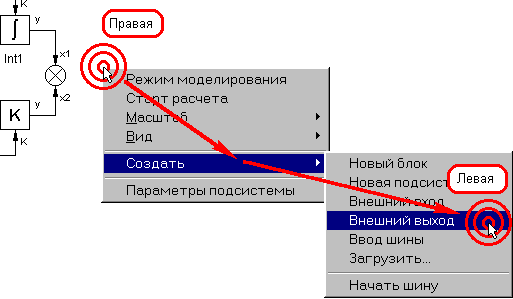 K
Правая
∫
y
Int1
x1
x2
K
y
K
Режим моделирования
Старт расчета
Масштаб
Вид
Создать
Параметры подсистемы
Новый блок
Новая подсист
Левая
Внешний вход
Внешний выход
Ввод шины
Загрузить...
Начать шину